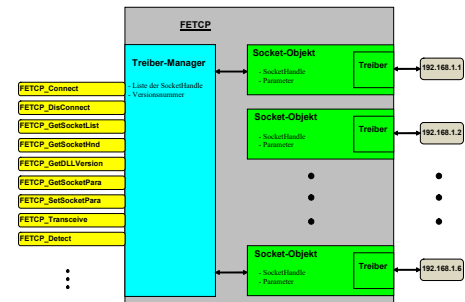 FETCP
Treiber-Manager
- Liste der SocketHandle
- Versionsnummer
FETCP_Connect
FETCP_DisConnect
FETCP_GetSocketList
FETCP_GetSocketHnd
FETCP_GetDLLVersion
FETCP_GetSocketPara
FETCP_SetSocketPara
FETCP_Transceive
FETCP_Detect
Socket-Objekt
- SocketHandle
- Parameter
Treiber
192.168.1.1
Socket-Objekt
- SocketHandle
- Parameter
Treiber
192.168.1.2
Socket-Objekt
- SocketHandle
- Parameter
Treiber
192.168.1.6